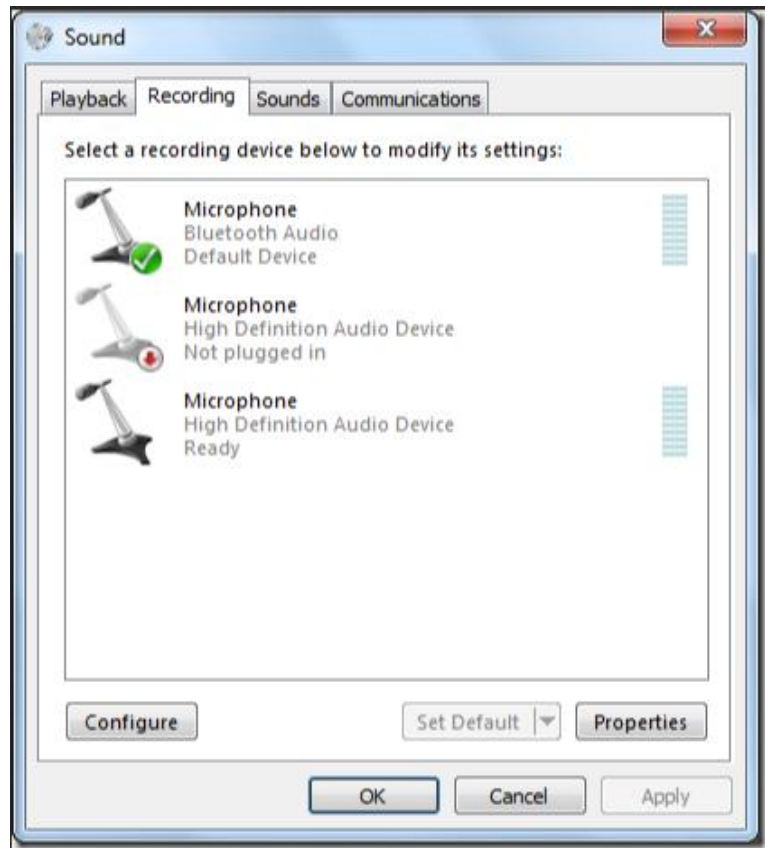 Sound
Playback Recording Sounds Communications
Select a recording device below to modify its settings:
Microphone
Bluetooth Audio
Default Device
Microphone
High Definition Audio Device
Not plugged in
Microphone
High Definition Audio Device
Ready
Configure Set Default Properties
OK Cancel Apply